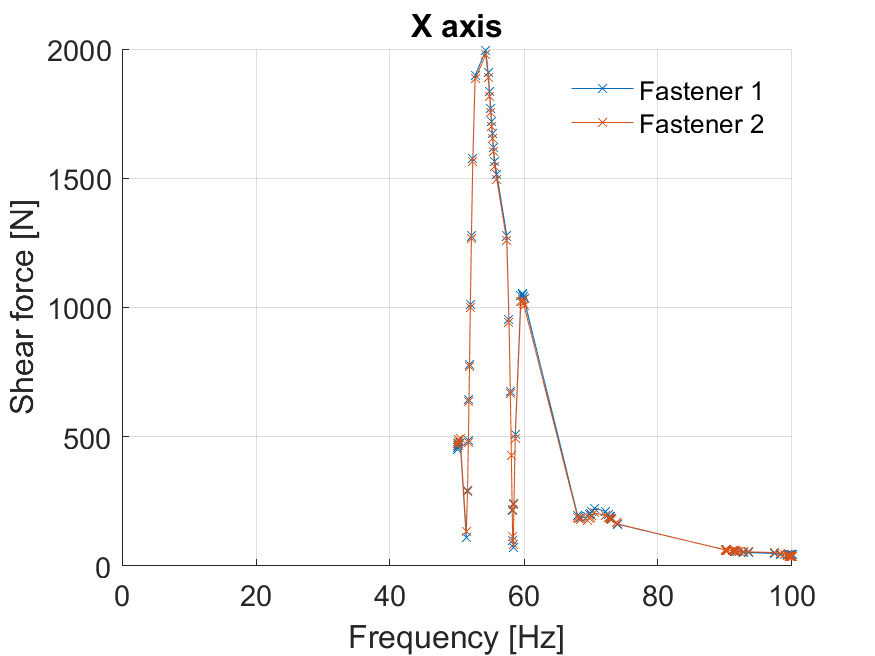 X axis
2000
1500
1000
500
0
Shear force [N]
Fastener 1
Fastener 2
0 20 40 60 80 100
Frequency [Hz]